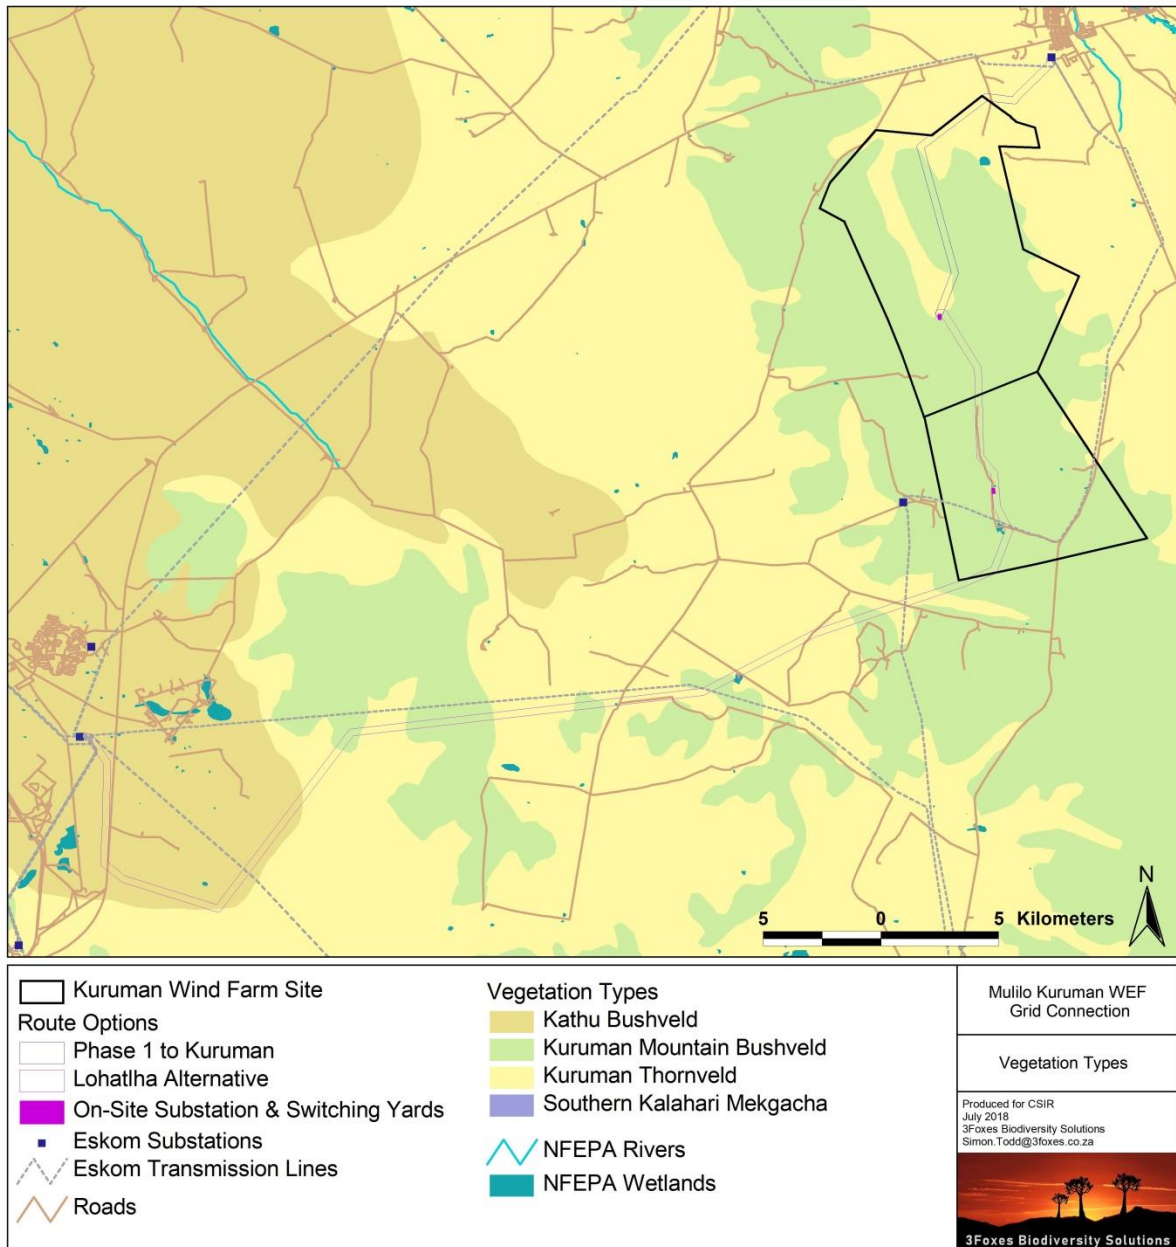 N
5 0 5 Kilometers
Kuruman Wind Farm Site
Route Options
Phase 1 to Kuruman
Lohatlha Alternative
On-Site Substation & Switching Yards
Eskom Substations
Eskom Transmission Lines
Roads
Vegetation Types
Kathu Bushveld
Kuruman Mountain Bushveld
Kuruman Thornveld
Southern Kalahari Mekgacha
NFEPA Rivers
NFEPA Wetlands
Mulilo Kuruman WEF
Grid Connection
Vegetation Types
Produced for CSIR
July 2018
3Foxes Biodiversity Solutions
Simon.Todd@3foxes.co.za
3Foxes Biodiversity Solutions